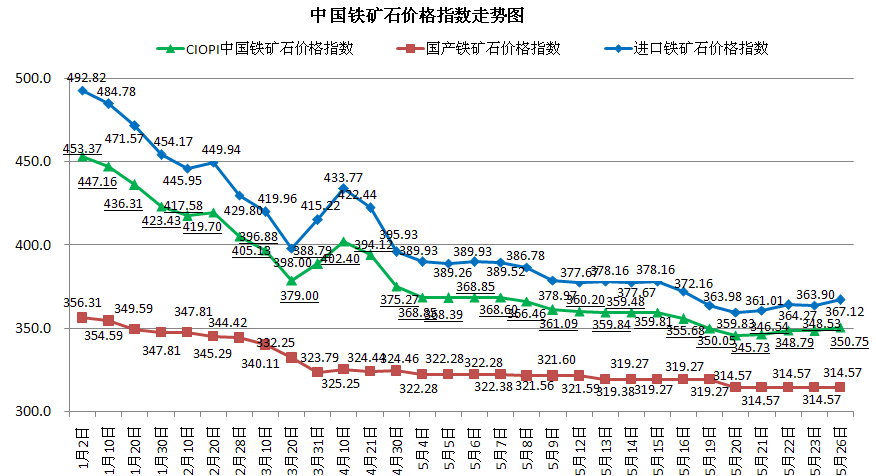 中国铁矿石价格指数走势图
CIOPI中国铁矿石价格指数 国产铁矿石价格指数 进口铁矿石价格指数
500.0
450.0
400.0
350.0
300.0
492.82 484.78 471.57 454.17 445.95 449.94 429.80 419.96 398.00 415.22 433.77 422.44 395.93 389.93 389.26 389.93 389.52 386.78 378.97 377.67 378.16 377.67 378.16 372.16 363.98 359.83 361.01 364.27 363.90 367.12
453.37 447.16 436.31 423.43 417.58 419.70 405.13 396.88 379.00 388.79 402.40 394.12 375.27 368.85 368.39 368.85 368.60 366.46 361.09 360.20 359.84 359.48 359.81 355.68 350.05 345.73 346.54 348.79 348.53 350.75
356.31 354.59 349.59 347.81 347.81 345.29 344.42 340.11 332.25 323.79 325.25 324.44 324.46 322.28 322.28 322.28 322.38 321.56 321.60 321.59 319.38 319.27 319.27 319.27 319.27 314.57 314.57 314.57 314.57 314.57
1月2日 1月10日 1月20日 1月30日 2月10日 2月20日 2月28日 3月10日 3月20日 3月31日 4月10日 4月21日 4月30日 5月4日 5月5日 5月6日 5月7日 5月8日 5月9日 5月12日 5月13日 5月14日 5月15日 5月16日 5月19日 5月20日 5月21日 5月22日 5月23日 5月26日